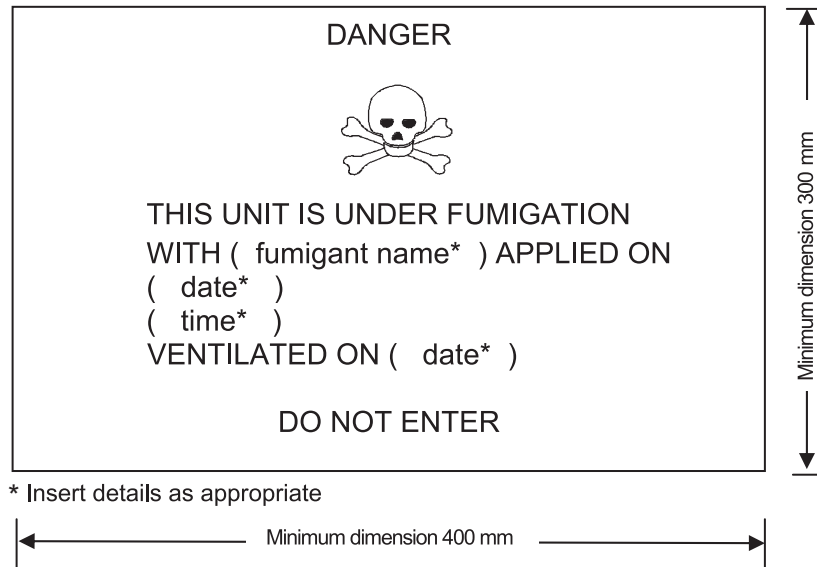 DANGER
THIS UNIT IS UNDER FUMIGATION
WITH ( fumigant name* ) APPLIED ON
( date* )
( time* )
VENTILATED ON ( date* )
DO NOT ENTER
* Insert details as appropriate
Minimum dimension 400 mm
Minimum dimension 300 mm